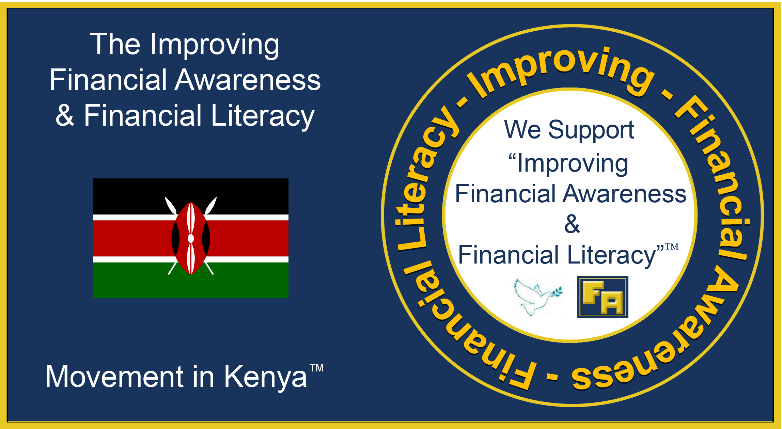 The Improving
Financial Awareness
& Financial Literacy
Movement in Kenya™
Improving - Financial Awareness - Financial Literacy -
We Support
“Improving
Financial Awareness
&
Financial Literacy”™
FA